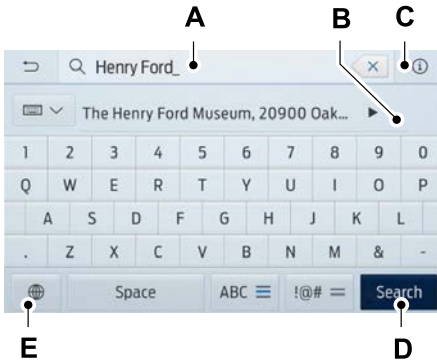 A
B
C
Henry Ford_
The Henry Ford Museum, 20900 Oak...
1 2 3 4 5 6 7 8 9 0
Q W E R T Y U I O P
A S D F G H J K L
. Z X C V B N M & -
Space ABC !@# Search
E
D